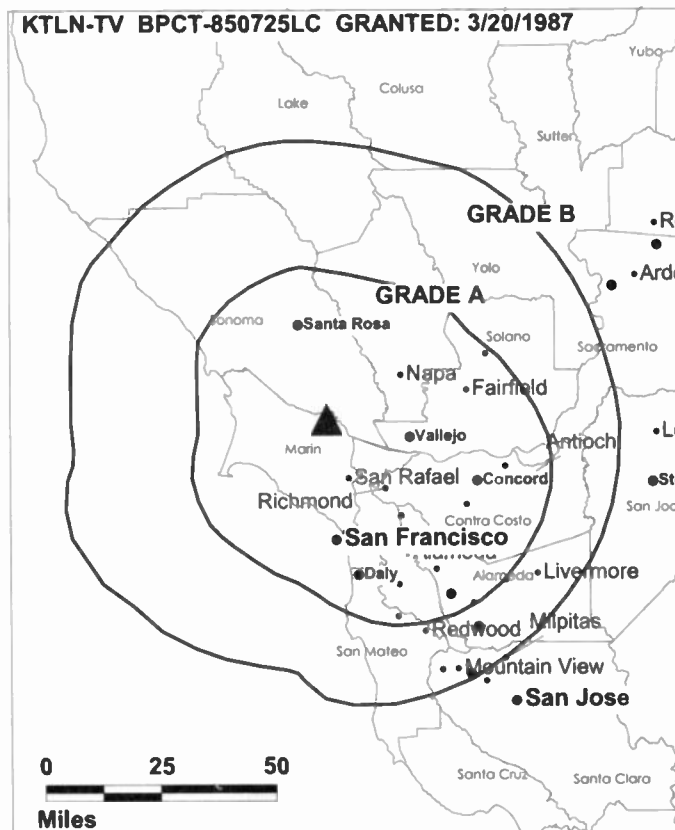 KTLN-TV BPCT-850725LC GRANTED: 3/20/1987
Yuba
Colusa
Lake
Sutter
GRADE B
Yolo
GRADE A
Sonoma
Santa Rosa
Solano
Sacramento
Napa
Fairfield
Vallejo
Antioch
Marin
San Rafael
Concord
Richmond
Contra Costa
San Francisco
Alameda
Daly
Alameda
Livermore
Redwood
Milpitas
San Mateo
Mountain View
San Jose
Santa Cruz
Santa Clara
0 25 50
Miles